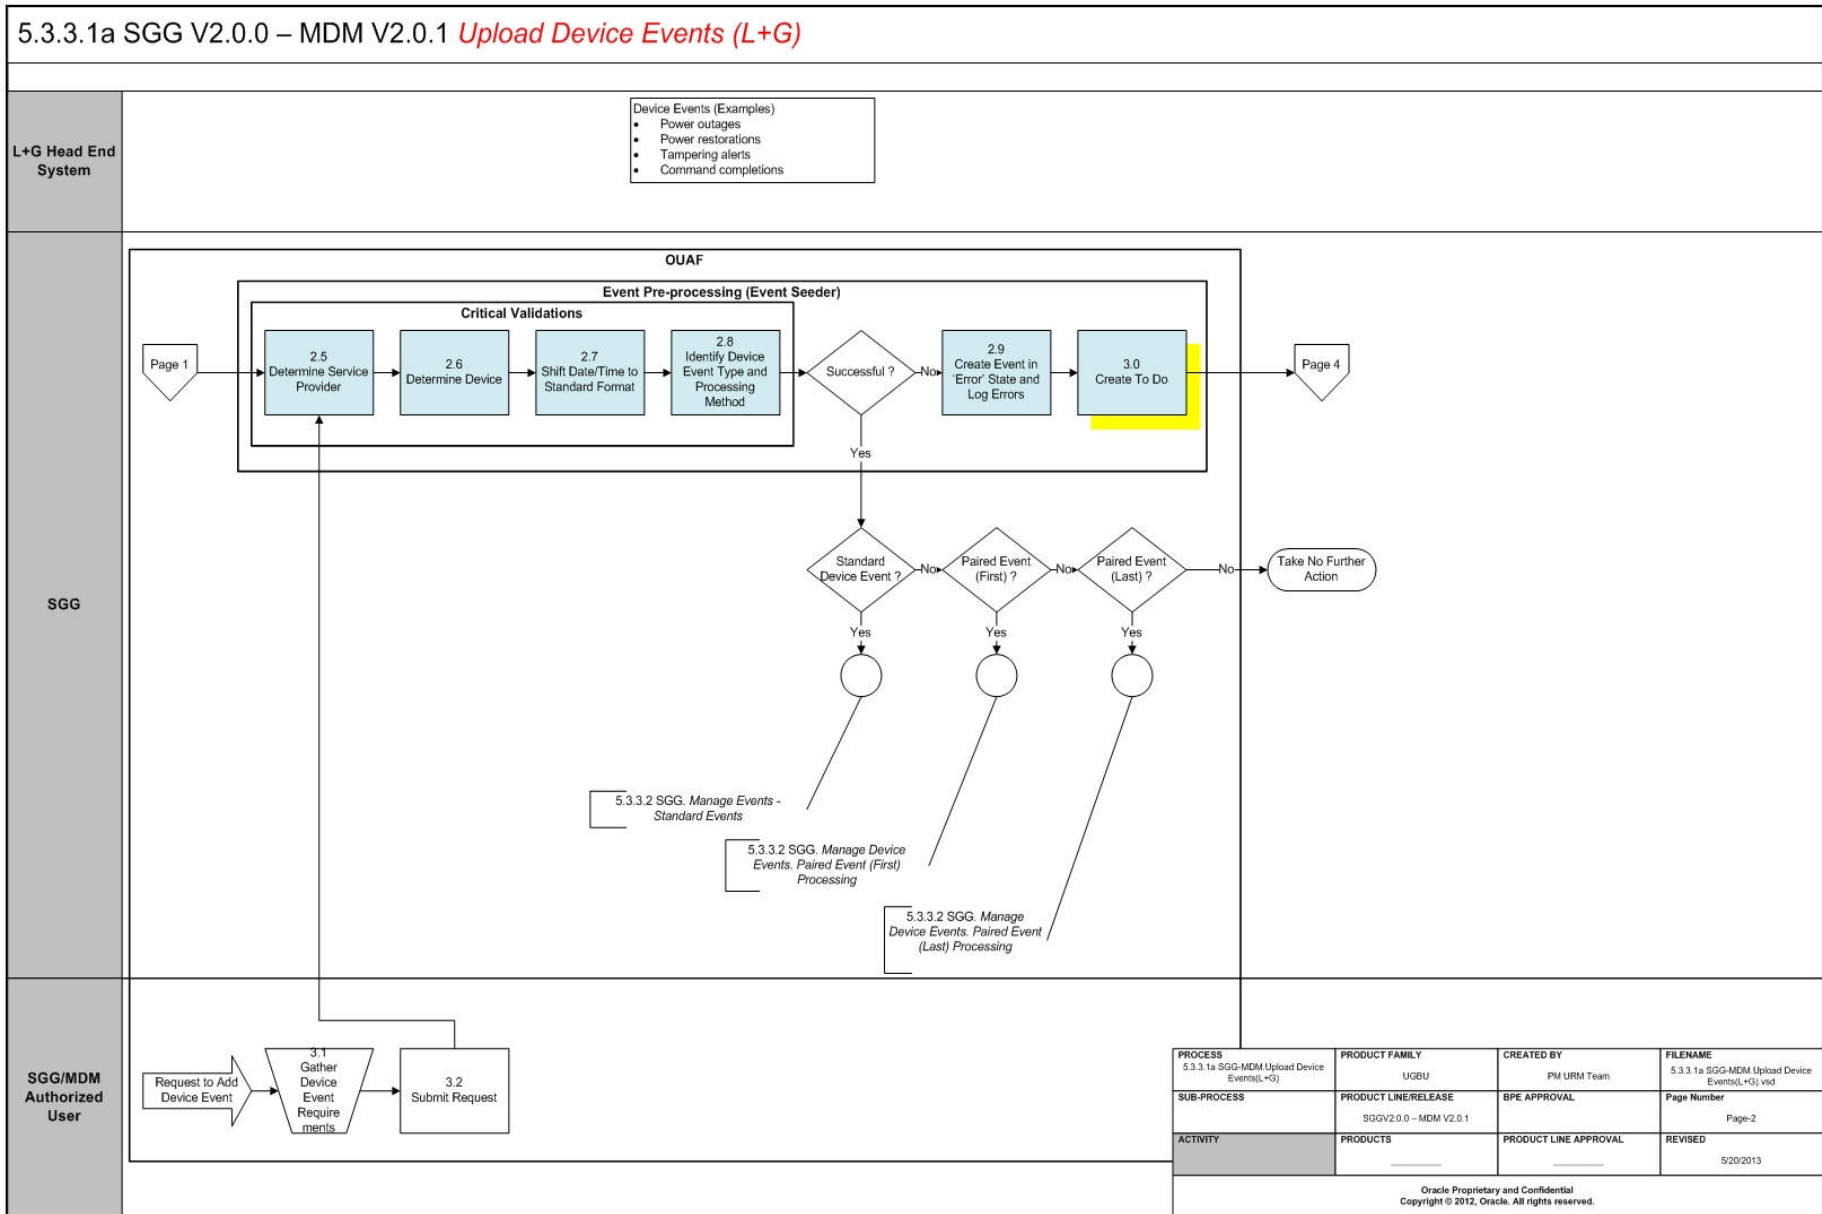 5.3.3.1a SGG V2.0.0 – MDM V2.0.1 Upload Device Events (L+G)
L+G Head End
System
Device Events (Examples)
• Power outages
• Power restorations
• Tampering alerts
• Command completions
SGG
OUAF
Event Pre-processing (Event Seeder)
Critical Validations
Page 1
2.5
Determine Service
Provider
2.6
Determine Device
2.7
Shift Date/Time to
Standard Format
2.8
Identify Device
Event Type and
Processing
Method
Successful ?
No
2.9
Create Event in
'Error' State and
Log Errors
3.0
Create To Do
Page 4
Yes
Standard
Device Event ?
No
Paired Event
(First) ?
No
Paired Event
(Last) ?
No
Take No Further
Action
Yes
Yes
Yes
5.3.3.2 SGG. Manage Events -
Standard Events
5.3.3.2 SGG. Manage Device
Events. Paired Event (First)
Processing
5.3.3.2 SGG. Manage
Device Events. Paired Event
(Last) Processing
SGG/MDM
Authorized
User
Request to Add
Device Event
3.1
Gather
Device
Event
Require
ments
3.2
Submit Request
PROCESS
5.3.3.1a SGG-MDM.Upload Device
Events(L+G)
PRODUCT FAMILY
UGBU
CREATED BY
PM URM Team
FILENAME
5.3.3.1a SGG-MDM.Upload Device
Events(L+G).vsd
SUB-PROCESS
PRODUCT LINE/RELEASE
SGGV2.0.0 – MDM V2.0.1
BPE APPROVAL
Page Number
Page-2
ACTIVITY
PRODUCTS
PRODUCT LINE APPROVAL
REVISED
5/20/2013
Oracle Proprietary and Confidential
Copyright © 2012, Oracle. All rights reserved.